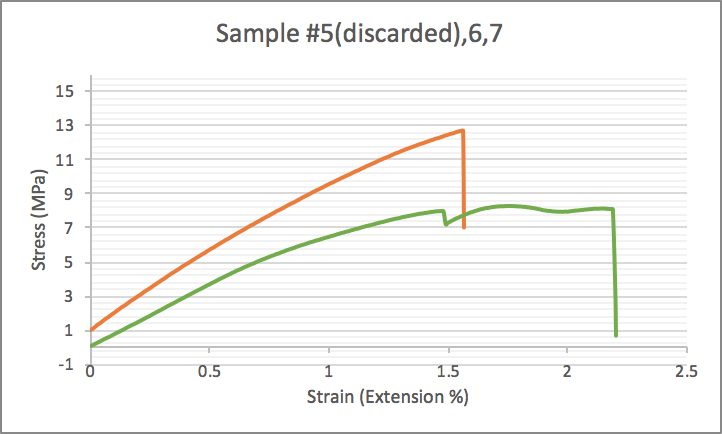 Sample #5(discarded),6,7
15
13
11
9
7
5
3
1
-1
0 0.5 1 1.5 2 2.5
Stress (MPa)
Strain (Extension %)